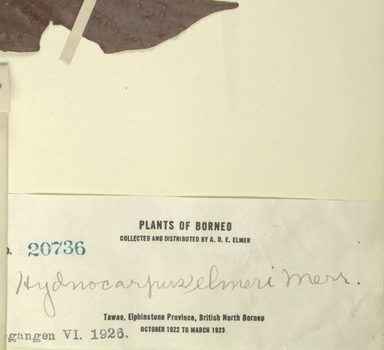 PLANTS OF BORNEO
COLLECTED AND DISTRIBUTED BY A. D. E. ELMER
20736
Hydnocarpus elmeri Merr.
Tawao, Elphinstone Province, British North Borneo
OCTOBER 1922 TO MARCH 1923
gangen VI. 1926.